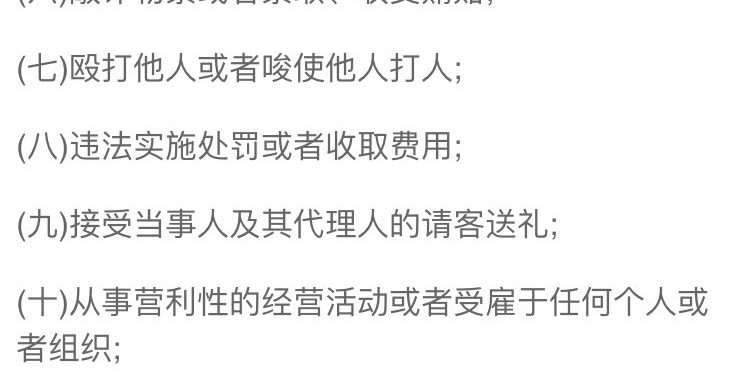 (七)殴打他人或者唆使他人打人;
(八)违法实施处罚或者收取费用;
(九)接受当事人及其代理人的请客送礼;
(十)从事营利性的经营活动或者受雇于任何个人或
者组织;